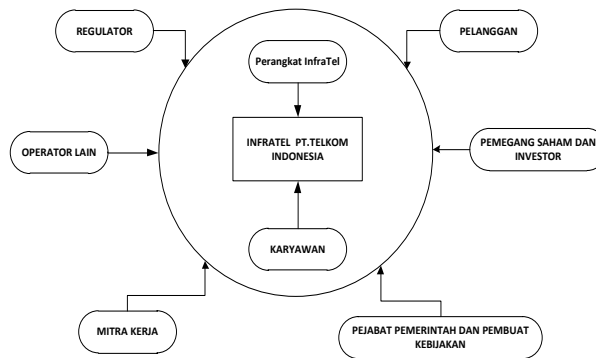 REGULATOR
PELANGGAN
Perangkat InfraTel
INFRATEL PT.TELKOM
INDONESIA
OPERATOR LAIN
PEMEGANG SAHAM DAN
INVESTOR
KARYAWAN
MITRA KERJA
PEJABAT PEMERINTAH DAN PEMBUAT
KEBIJAKAN